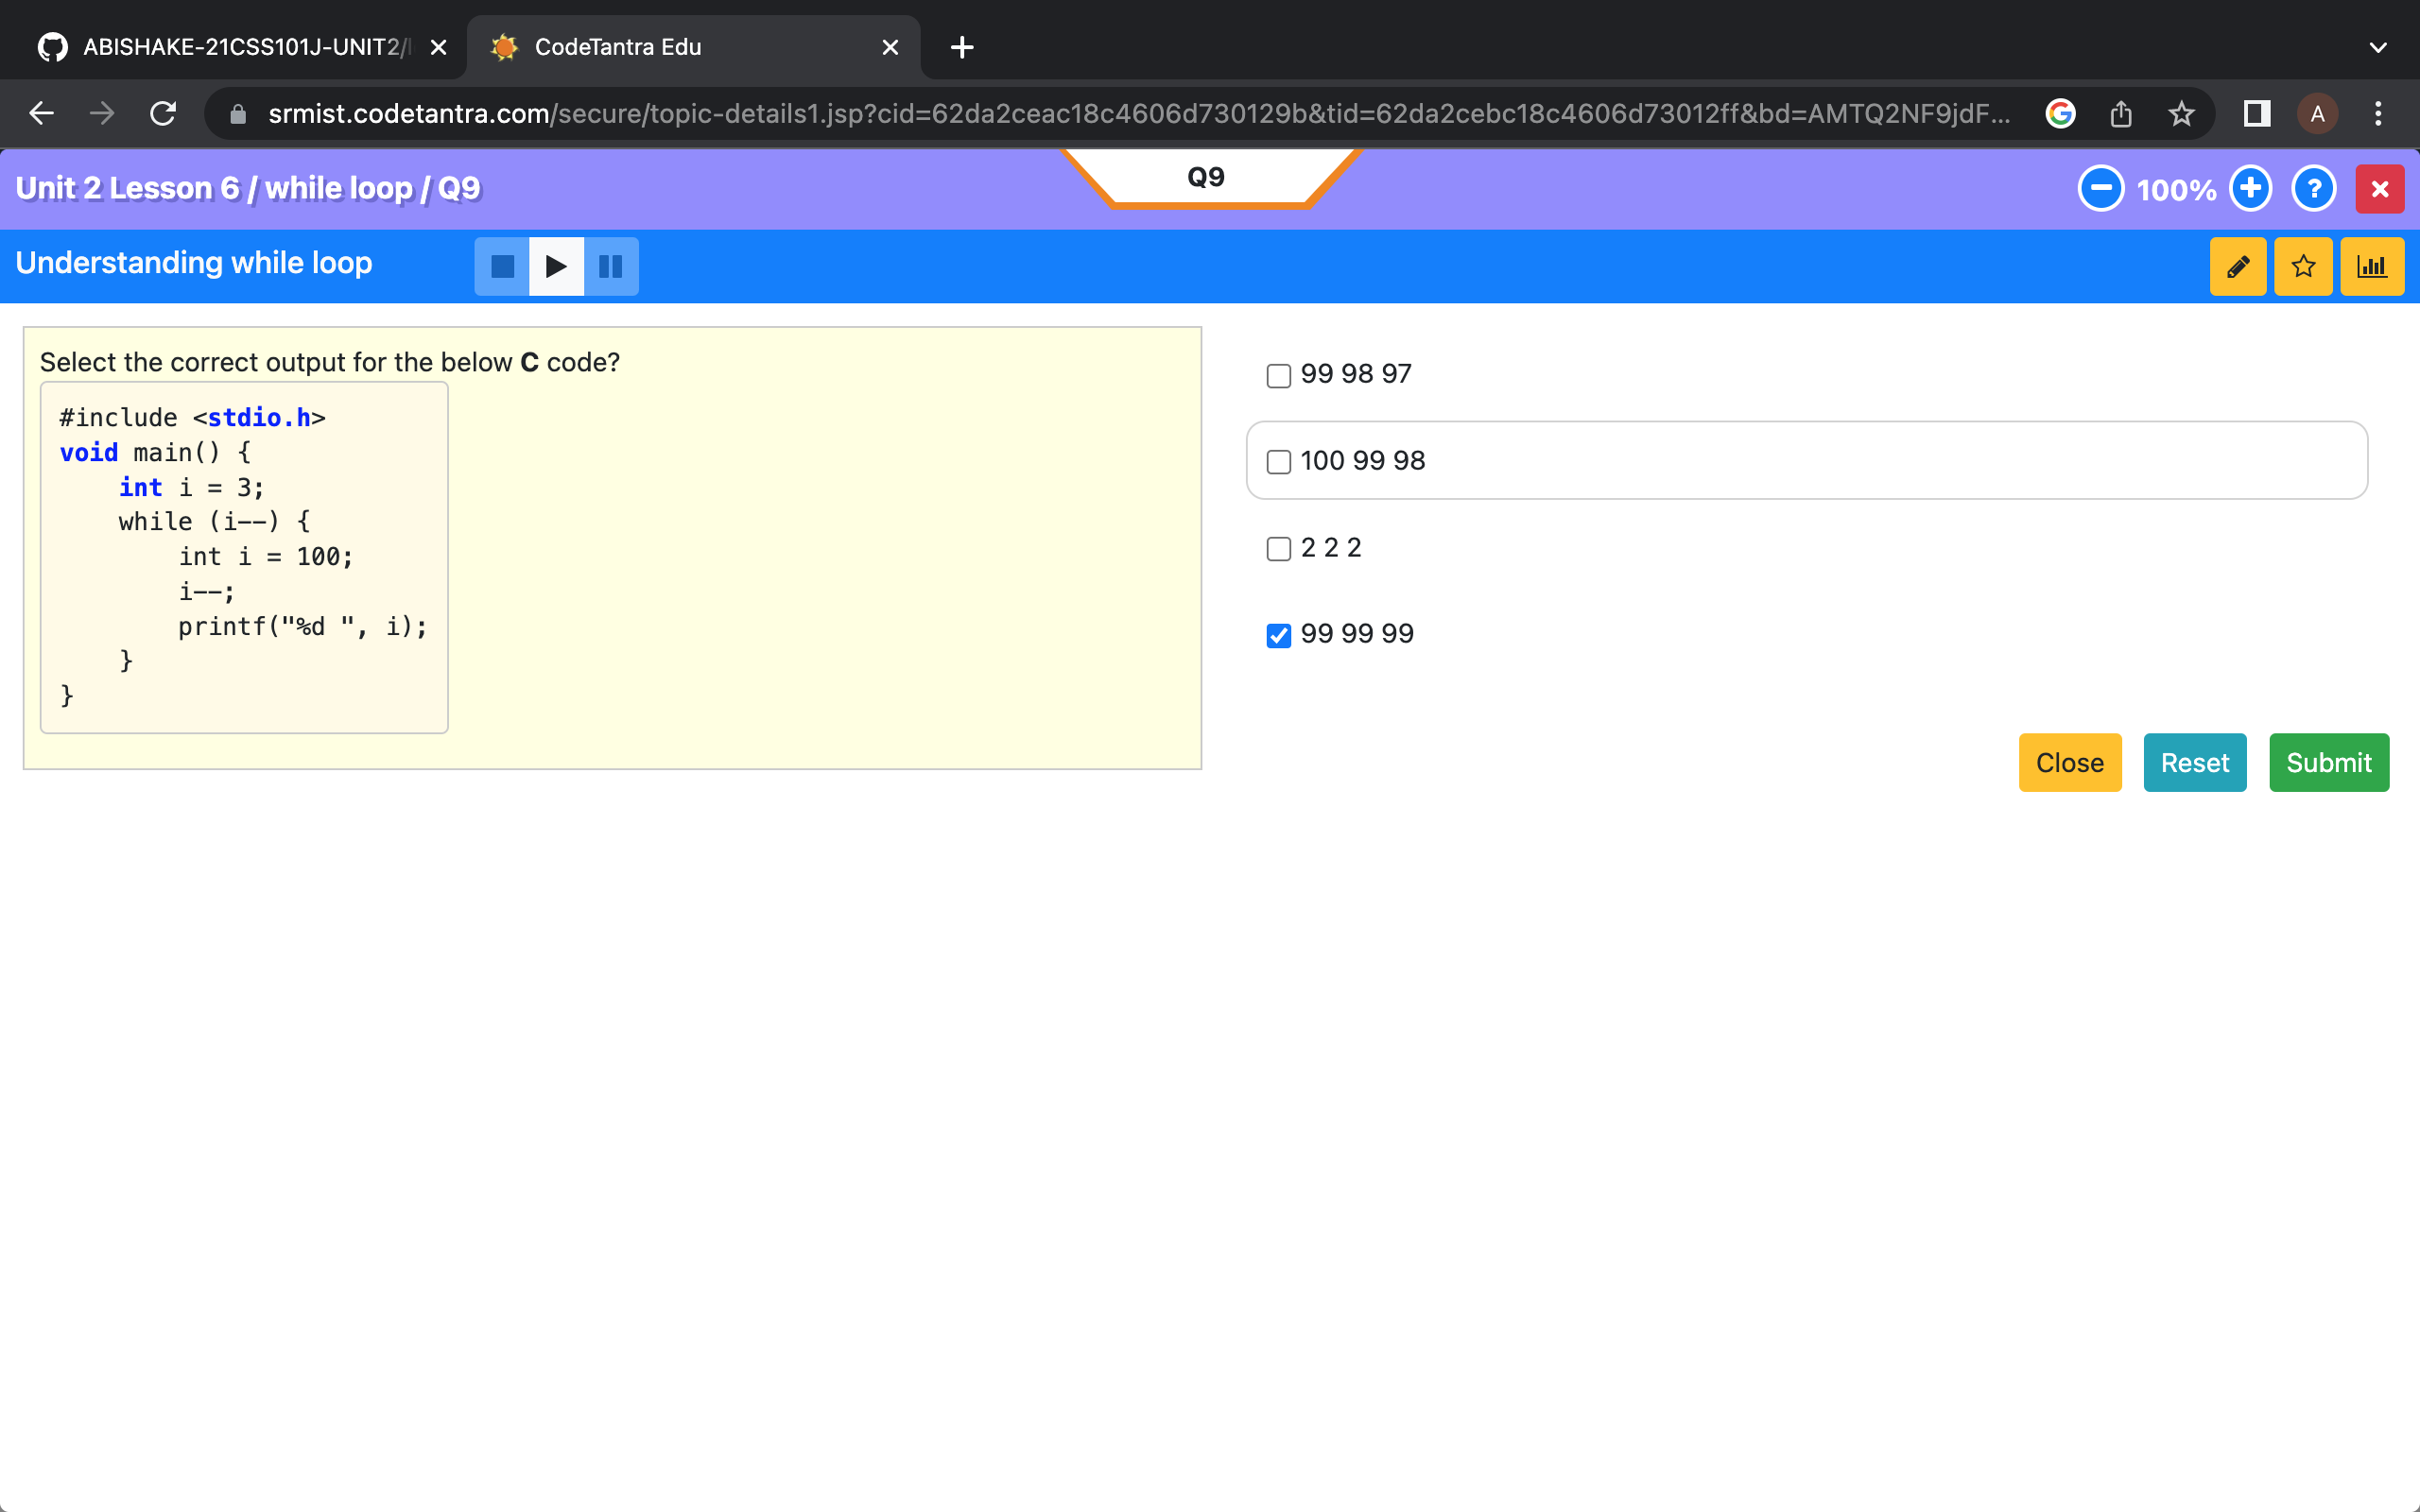 ABISHAKE-21CSS101J-UNIT2/
CodeTantra Edu
srmist.codetantra.com/secure/topic-details1.jsp?cid=62da2ceac18c4606d730129b&tid=62da2cebc18c4606d73012ff&bd=AMTQ2NF9jdF...
A
Unit 2 Lesson 6 / while loop / Q9
Q9
100%
?
Understanding while loop
Select the correct output for the below C code?
#include <stdio.h>
void main() {
    int i = 3;
    while (i--) {
        int i = 100;
        i--;
        printf("%d ", i);
    }
}
99 98 97
100 99 98
2 2 2
99 99 99
Close
Reset
Submit